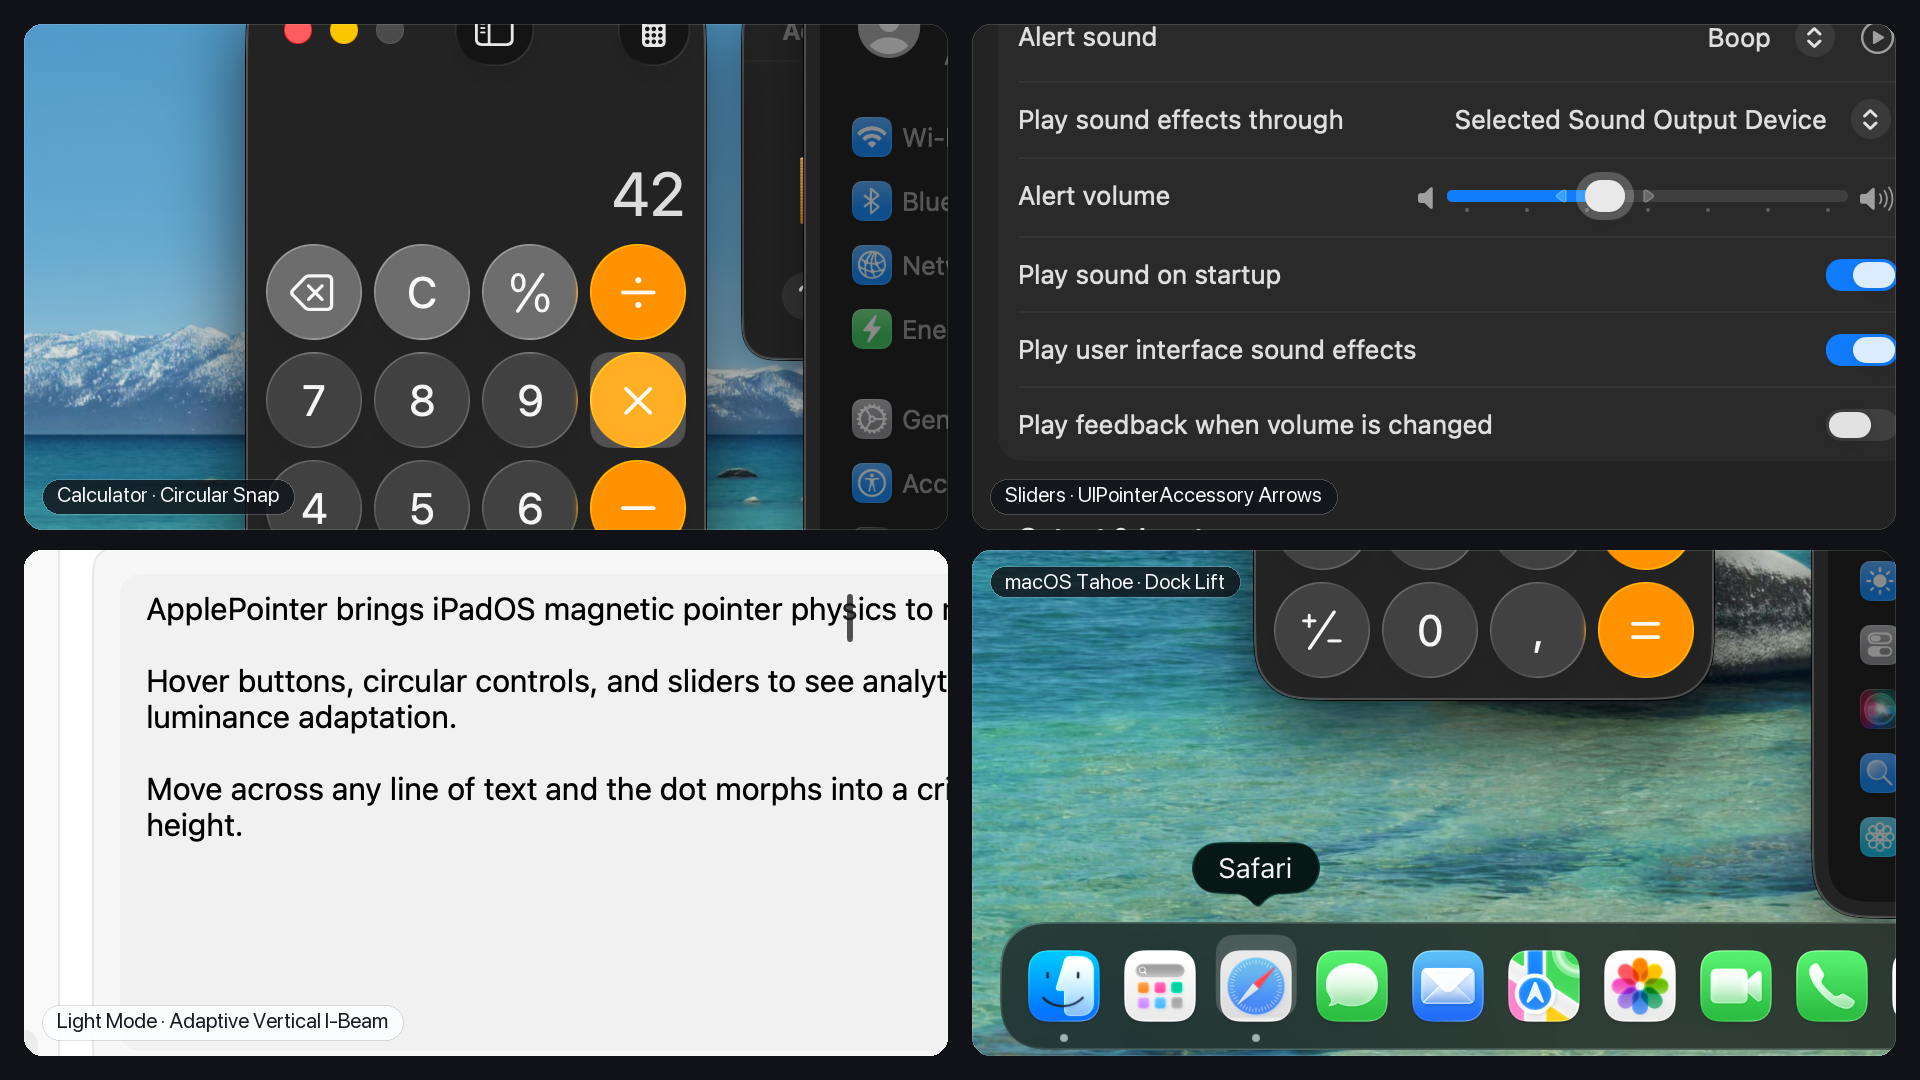 42
C
%
÷
7
8
9
×
4
5
6
−
Calculator · Circular Snap
Alert sound
Boop
Play sound effects through
Selected Sound Output Device
Alert volume
Play sound on startup
Play user interface sound effects
Play feedback when volume is changed
Sliders · UIPointerAccessory Arrows
ApplePointer brings iPadOS magnetic pointer physics to
Hover buttons, circular controls, and sliders to see
luminance adaptation.
Move across any line of text and the dot morphs into a
height.
Light Mode · Adaptive Vertical I-Beam
macOS Tahoe · Dock Lift
+/−
0
,
=
Safari